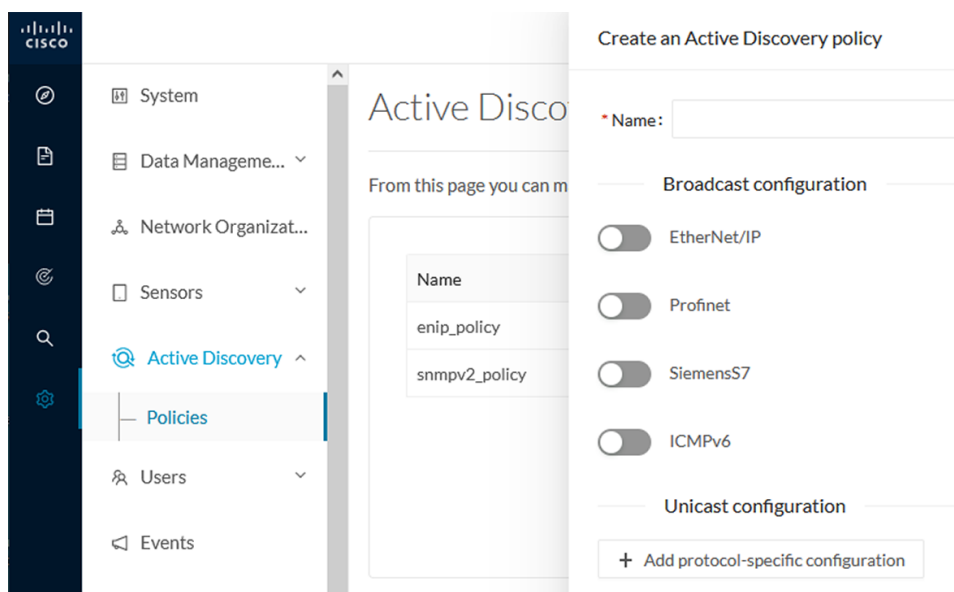 CISCO
System
Data Manageme...
Network Organizat...
Sensors
Active Discovery
Policies
Users
Events
Active Disco
From this page you can m
Name
enip_policy
snmpv2_policy
Create an Active Discovery policy
* Name:
Broadcast configuration
EtherNet/IP
Profinet
SiemensS7
ICMPv6
Unicast configuration
+ Add protocol-specific configuration